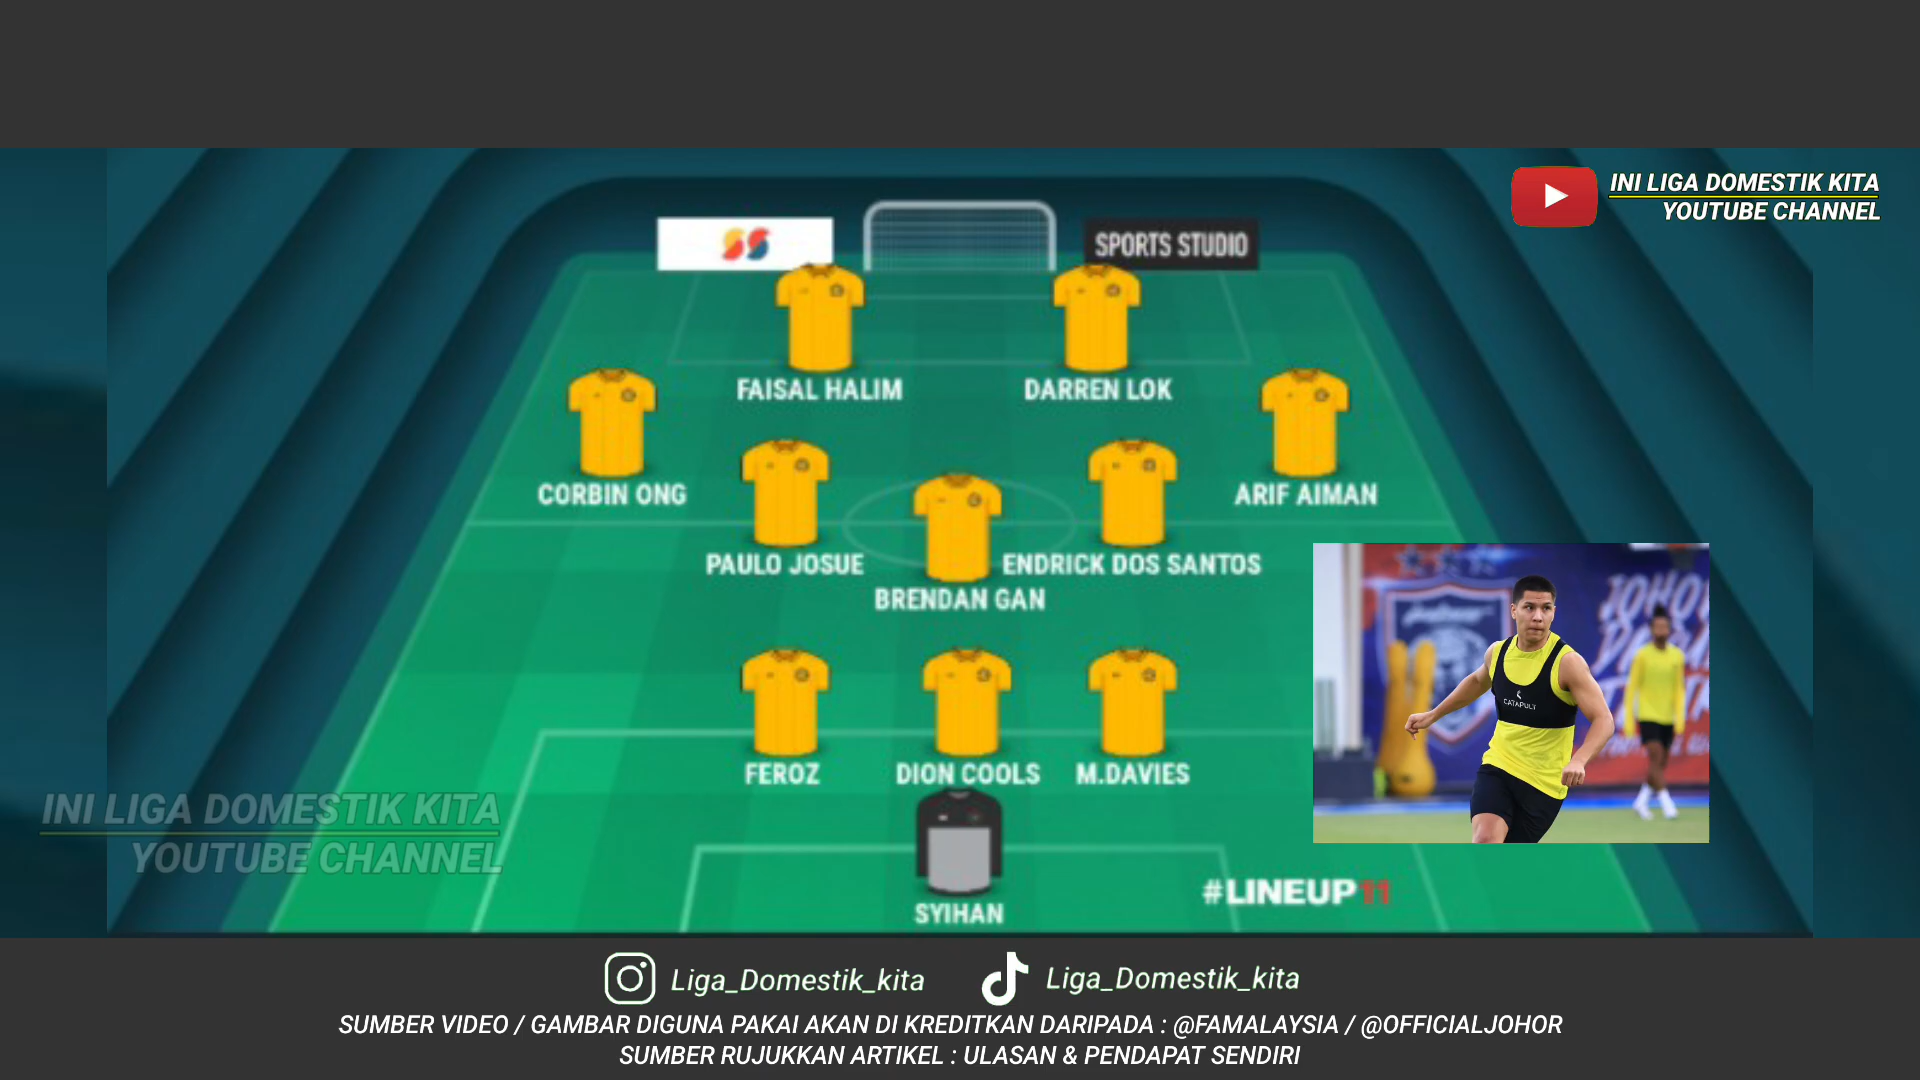 INI LIGA DOMESTIK KITA
YOUTUBE CHANNEL
SPORTS STUDIO
FAISAL HALIM
DARREN LOK
CORBIN ONG
ARIF AIMAN
PAULO JOSUE
ENDRICK DOS SANTOS
BRENDAN GAN
FEROZ
DION COOLS
M.DAVIES
SYIHAN
JOHOR
CATAPULT
INI LIGA DOMESTIK KITA
YOUTUBE CHANNEL
#LINEUP11
Liga_Domestik_kita
Liga_Domestik_kita
SUMBER VIDEO / GAMBAR DIGUNA PAKAI AKAN DI KREDITKAN DARIPADA : @FAMALAYSIA / @OFFICIALJOHOR
SUMBER RUJUKKAN ARTIKEL : ULASAN & PENDAPAT SENDIRI